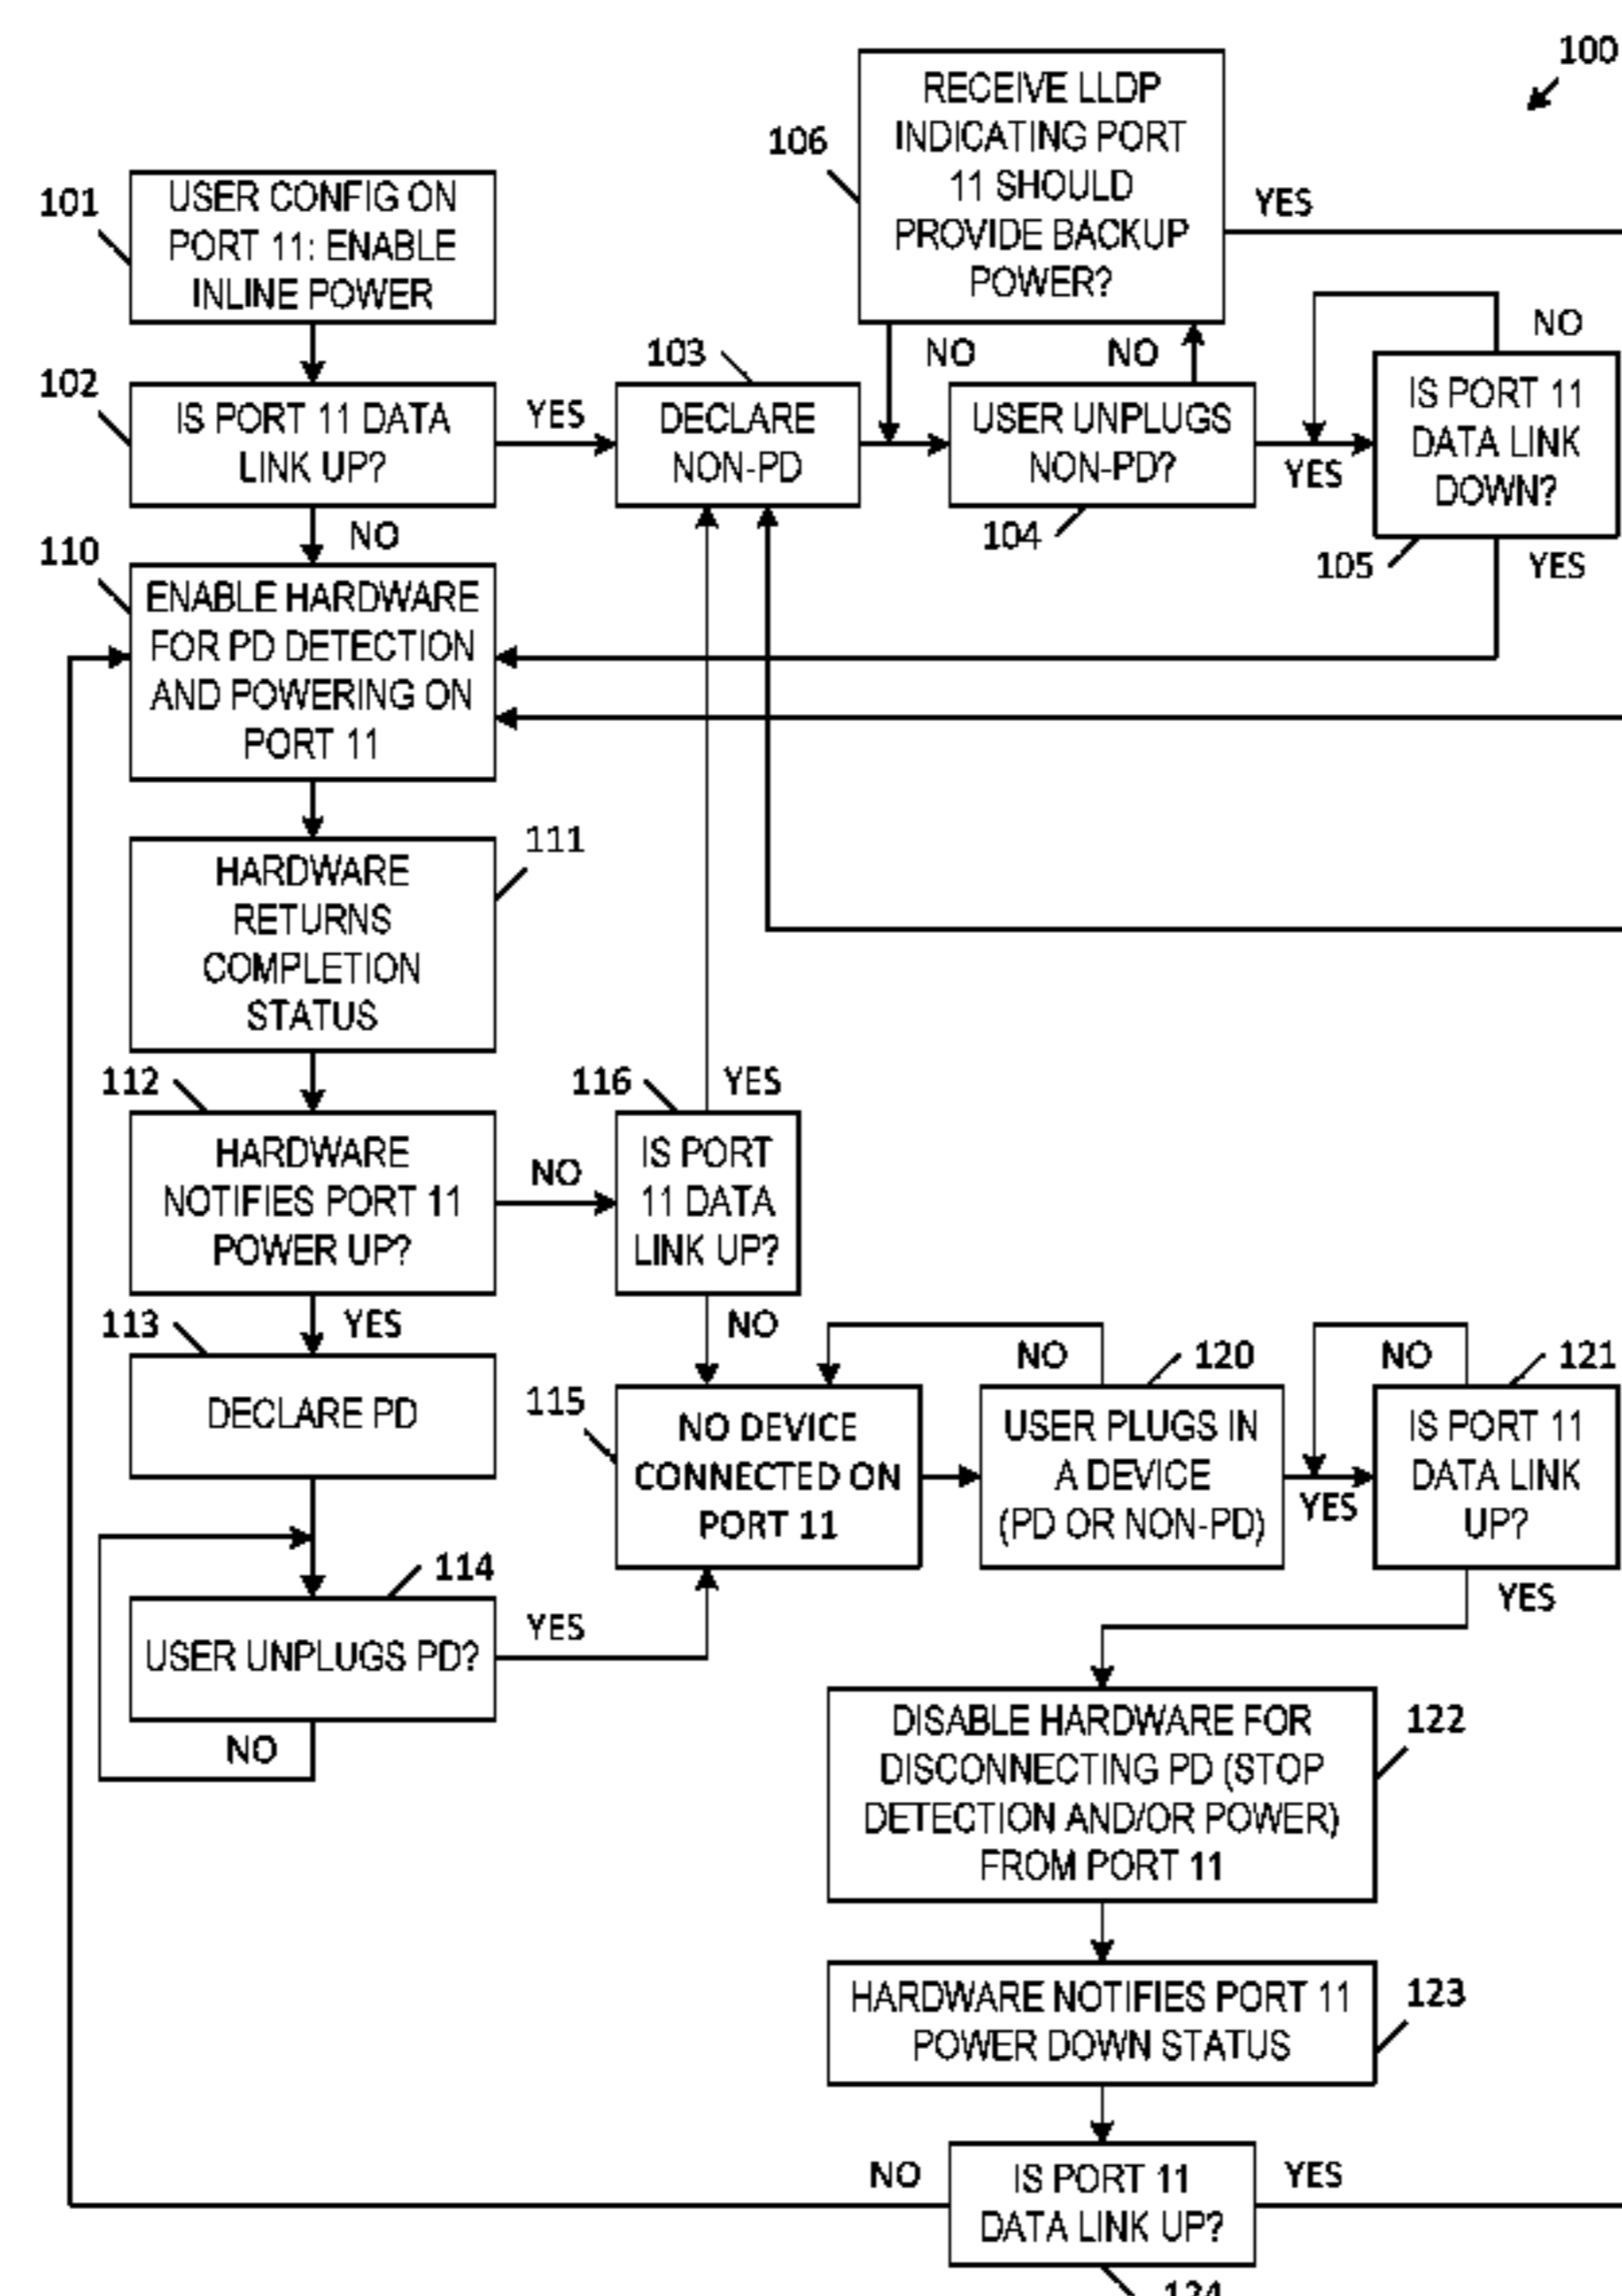 100
106
RECEIVE LLDP
INDICATING PORT
11 SHOULD
PROVIDE BACKUP
POWER?
YES
NO
NO
101
USER CONFIG ON
PORT 11: ENABLE
INLINE POWER
102
IS PORT 11 DATA
LINK UP?
YES
NO
103
DECLARE
NON-PD
USER UNPLUGS
NON-PD?
104
YES
NO
IS PORT 11
DATA LINK
DOWN?
105
YES
110
ENABLE HARDWARE
FOR PD DETECTION
AND POWERING ON
PORT 11
111
HARDWARE
RETURNS
COMPLETION
STATUS
112
HARDWARE
NOTIFIES PORT 11
POWER UP?
NO
YES
116
YES
IS PORT
11 DATA
LINK UP?
NO
113
DECLARE PD
114
USER UNPLUGS PD?
YES
NO
115
NO DEVICE
CONNECTED ON
PORT 11
NO
120
USER PLUGS IN
A DEVICE
(PD OR NON-PD)
YES
NO
121
IS PORT 11
DATA LINK
UP?
YES
DISABLE HARDWARE FOR
DISCONNECTING PD (STOP
DETECTION AND/OR POWER)
FROM PORT 11
122
HARDWARE NOTIFIES PORT 11
POWER DOWN STATUS
123
NO
IS PORT 11
DATA LINK UP?
YES
124